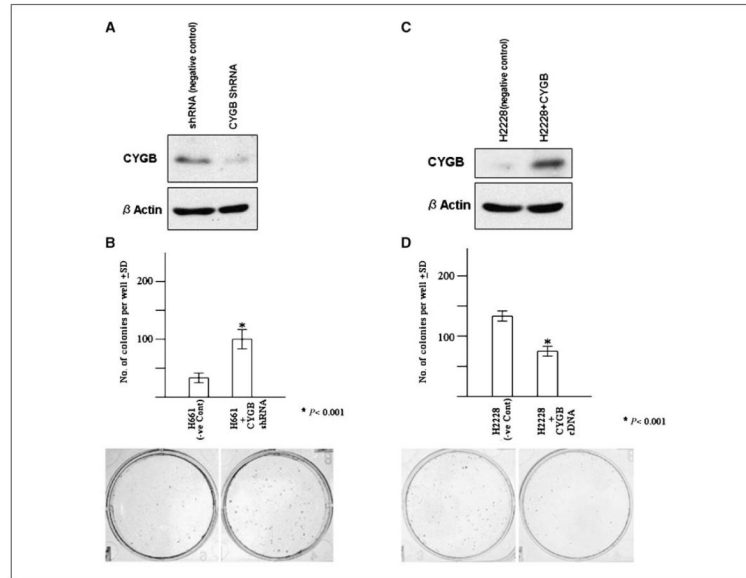 A
shRNA (negative control)
CYGB ShRNA
CYGB
β Actin
B
No. of colonies per well ±SD
200
100
H661 (-ve Cont)
H661 + CYGB shRNA
* P< 0.001
C
H2228(negative control)
H2228+CYGB
CYGB
β Actin
D
No. of colonies per well ±SD
200
100
H2228 (-ve Cont)
H2228 + CYGB cDNA
* P< 0.001
*
*